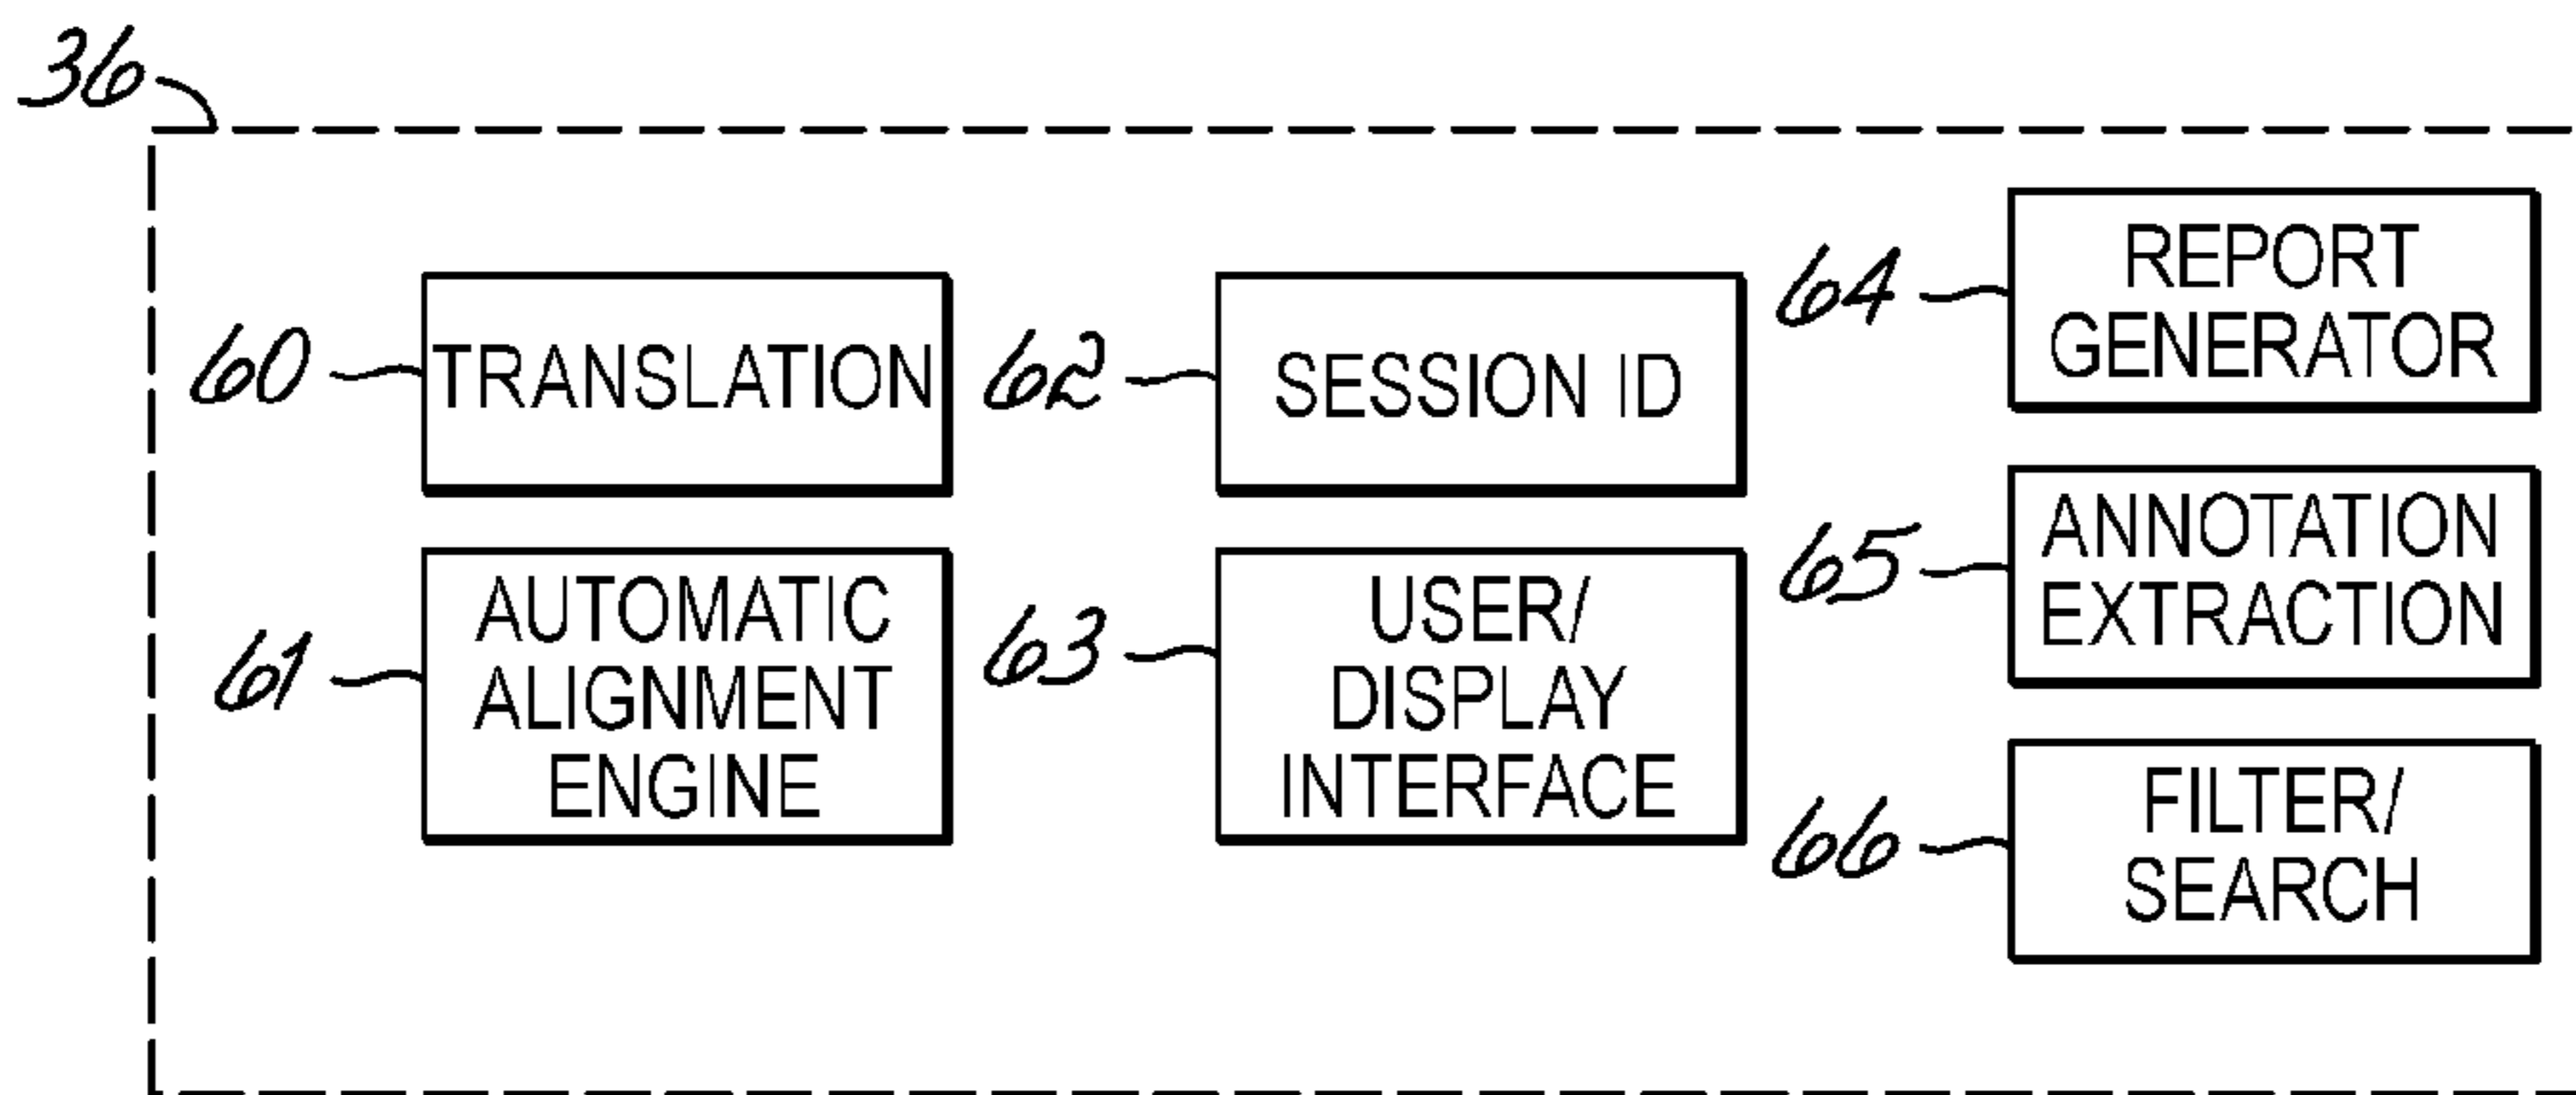 36
60
TRANSLATION
61
AUTOMATIC
ALIGNMENT
ENGINE
62
SESSION ID
63
USER/
DISPLAY
INTERFACE
64
REPORT
GENERATOR
65
ANNOTATION
EXTRACTION
66
FILTER/
SEARCH